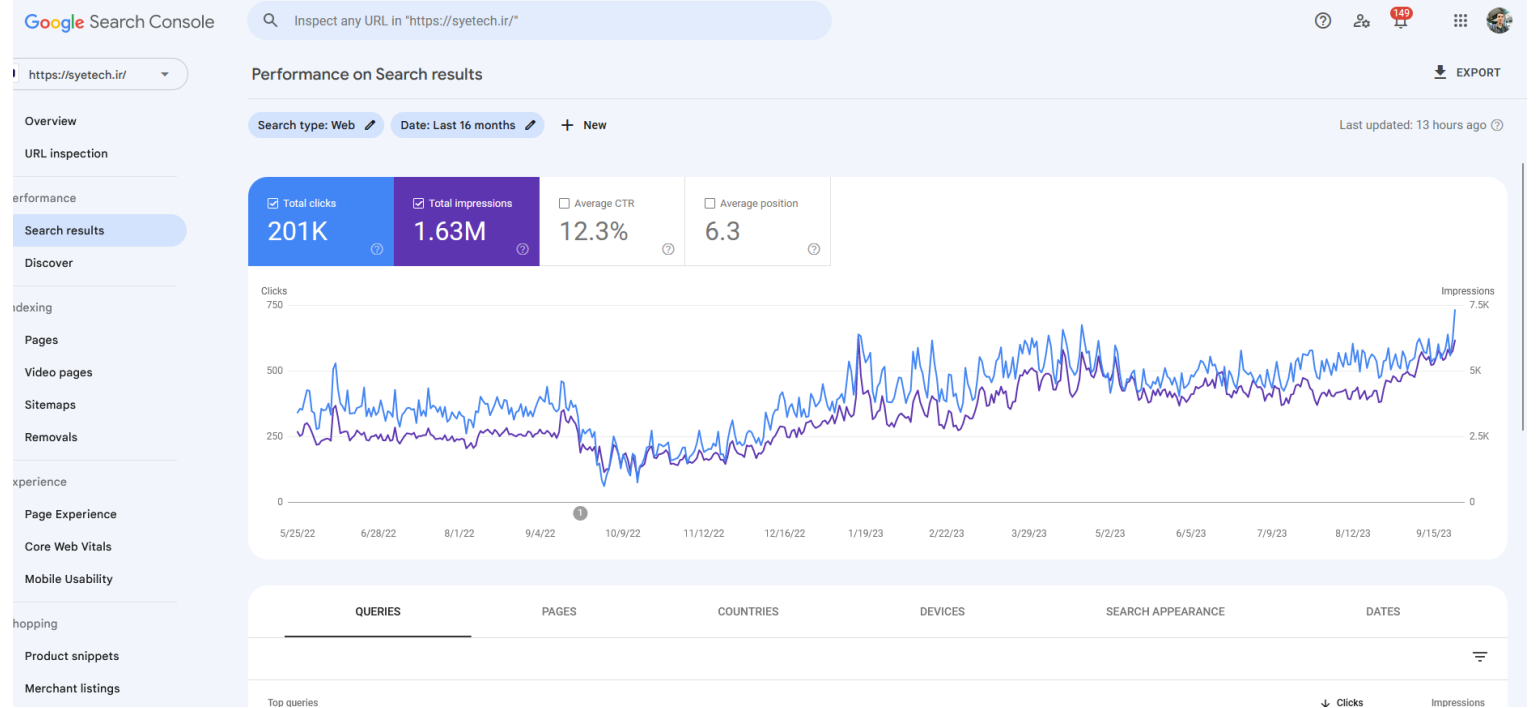 Google Search Console
Inspect any URL in "https://syetech.ir/"
149
https://syetech.ir/
Performance on Search results
EXPORT
Overview
URL inspection
erformance
Search results
Discover
ndexing
Pages
Video pages
Sitemaps
Removals
xperience
Page Experience
Core Web Vitals
Mobile Usability
hopping
Product snippets
Merchant listings
Search type: Web
Date: Last 16 months
+ New
Last updated: 13 hours ago
Total clicks
201K
Total impressions
1.63M
Average CTR
12.3%
Average position
6.3
Clicks
Impressions
750
7.5K
500
5K
250
2.5K
0
0
1
5/25/22 6/28/22 8/1/22 9/4/22 10/9/22 11/12/22 12/16/22 1/19/23 2/22/23 3/29/23 5/2/23 6/5/23 7/9/23 8/12/23 9/15/23
QUERIES PAGES COUNTRIES DEVICES SEARCH APPEARANCE DATES
Top queries Clicks Impressions